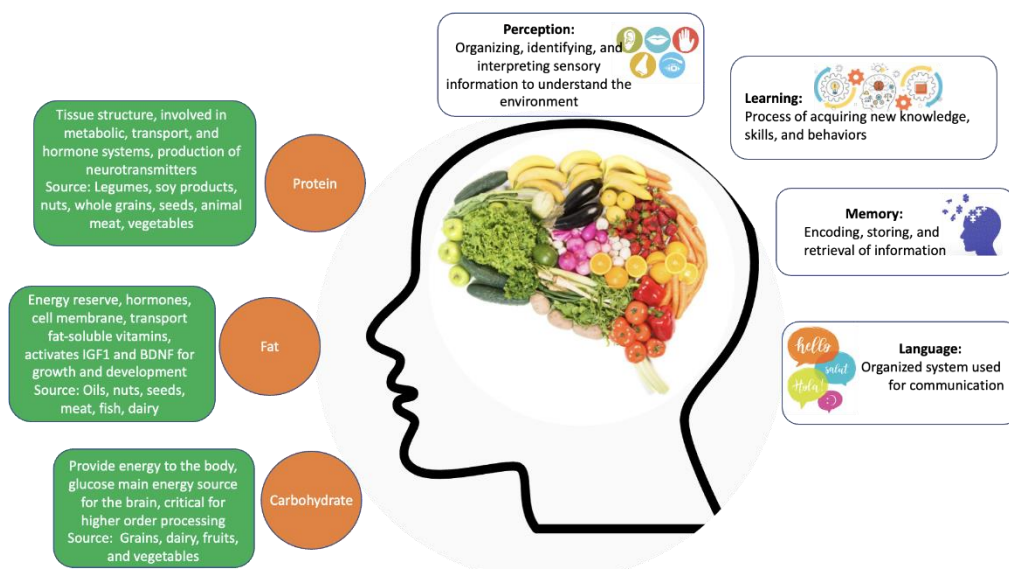 Perception:
Organizing, identifying, and
interpreting sensory
information to understand the
environment
Learning:
Process of acquiring new knowledge,
skills, and behaviors
Tissue structure, involved in
metabolic, transport, and
hormone systems, production of
neurotransmitters
Source: Legumes, soy products,
nuts, whole grains, seeds, animal
meat, vegetables
Protein
Memory:
Encoding, storing, and
retrieval of information
Energy reserve, hormones,
cell membrane, transport
fat-soluble vitamins,
activates IGF1 and BDNF for
growth and development
Source: Oils, nuts, seeds,
meat, fish, dairy
Fat
hello
salut
Hola!
:)
Language:
Organized system used
for communication
Provide energy to the body,
glucose main energy source
for the brain, critical for
higher order processing
Source: Grains, dairy, fruits,
and vegetables
Carbohydrate